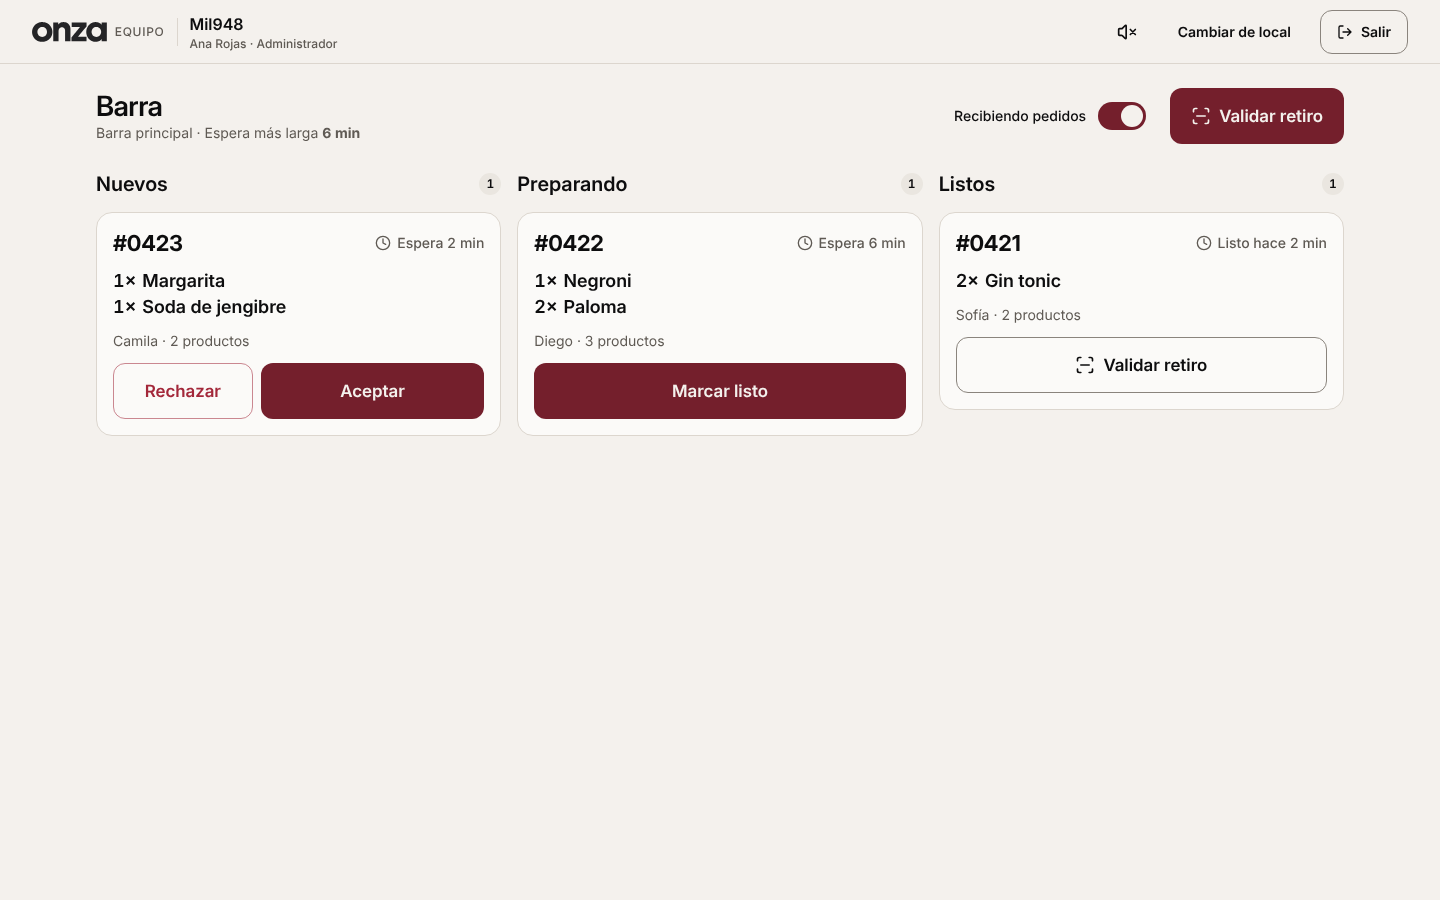 onza EQUIPO
Mil948
Ana Rojas · Administrador
Cambiar de local
Salir
Barra
Barra principal · Espera más larga 6 min
Recibiendo pedidos
Validar retiro
Nuevos 1
#0423 Espera 2 min
1× Margarita
1× Soda de jengibre
Camila · 2 productos
Rechazar Aceptar
Preparando 1
#0422 Espera 6 min
1× Negroni
2× Paloma
Diego · 3 productos
Marcar listo
Listos 1
#0421 Listo hace 2 min
2× Gin tonic
Sofía · 2 productos
Validar retiro